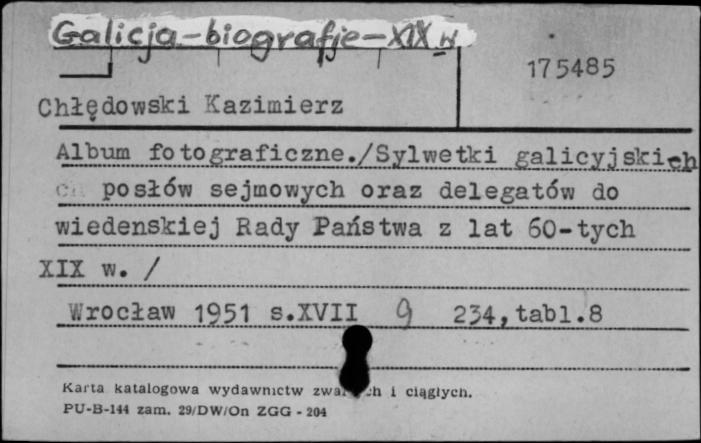 Galicja-biografie-XIX w
175485
Chłędowski Kazimierz
Album fotograficzne./Sylwetki galicyjskich
posłów sejmowych oraz delegatów do
wiedenskiej Rady Państwa z lat 60-tych
XIX w. /
Wrocław 1951 s.XVII 9 234,tabl.8
Karta katalogowa wydawnictw i ciągłych.
PU-B-144 zam. 29/DW/On ZGG - 204